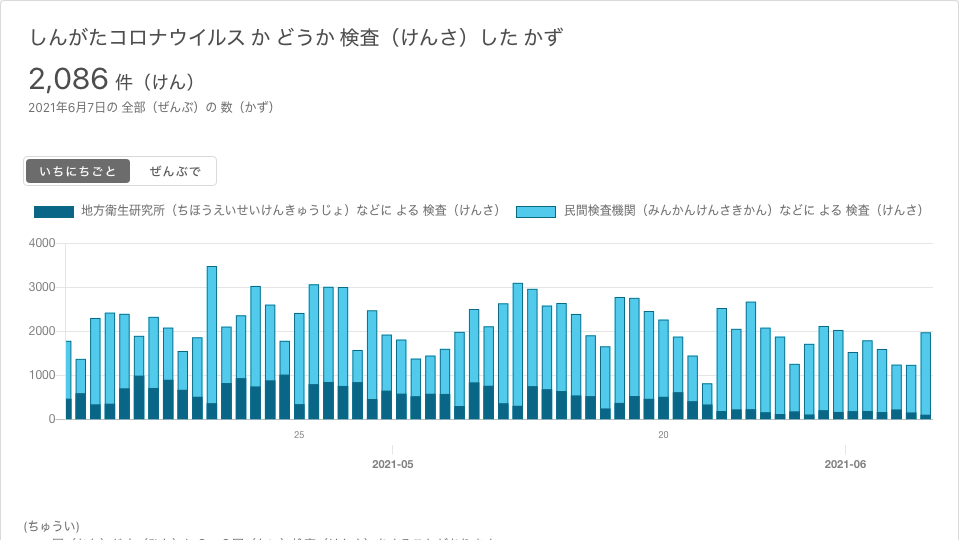 しんがたコロナウイルス か どうか 検査（けんさ）した かず
2,086 件（けん）
2021年6月7日の 全部（ぜんぶ）の 数（かず）
いちにちごと ぜんぶで
地方衛生研究所（ちほうえいせいけんきゅうじょ）などに よる 検査（けんさ） 民間検査機関（みんかんけんさきかん）などに よる 検査（けんさ）
4000
3000
2000
1000
0
25 20
2021-05 2021-06
(ちゅうい)